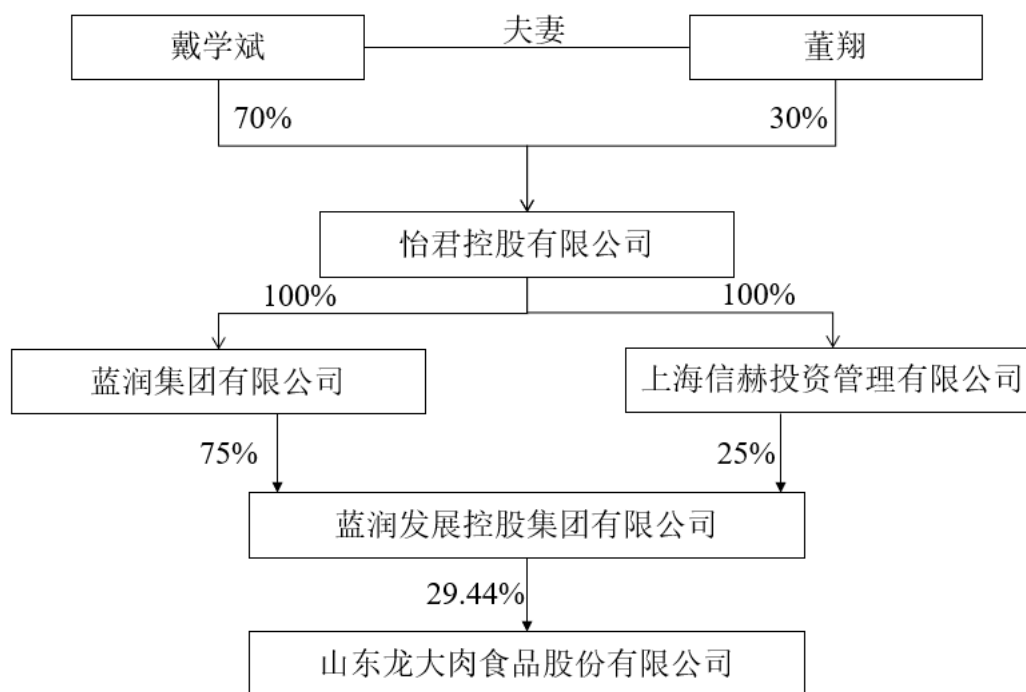 戴学斌
夫妻
董翔
70%
30%
怡君控股有限公司
100%
100%
蓝润集团有限公司
上海信赫投资管理有限公司
75%
25%
蓝润发展控股集团有限公司
29.44%
山东龙大肉食品股份有限公司